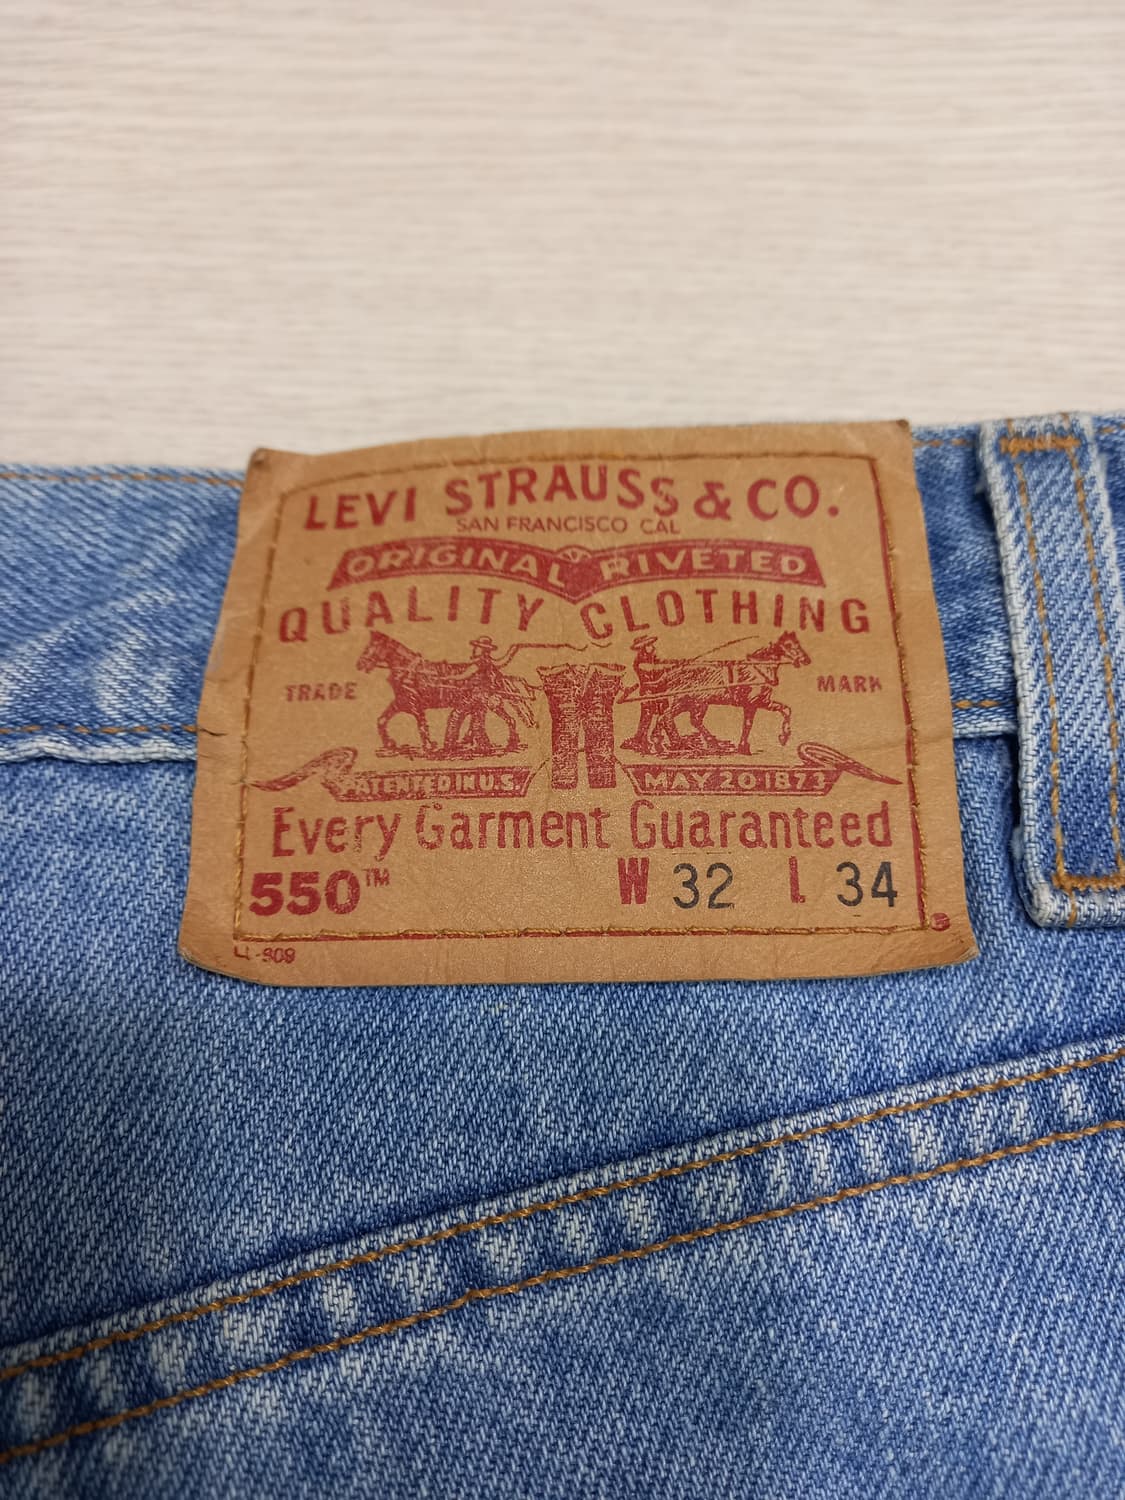 LEVI STRAUSS & CO.
SAN FRANCISCO CAL
ORIGINAL RIVETED
QUALITY CLOTHING
TRADE MARK
PATENTED IN U.S. MAY 20 1873
Every Garment Guaranteed
550™ W 32 L 34